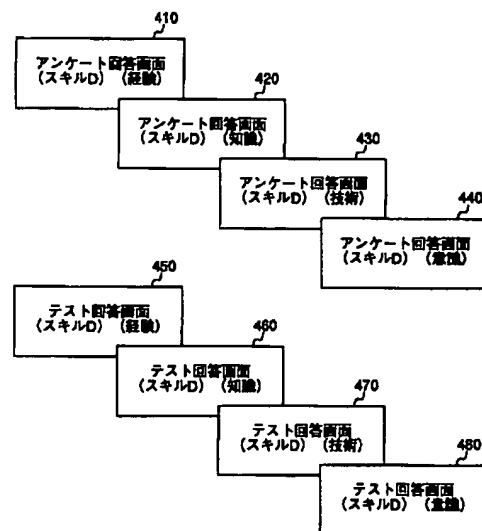 410
アンケート回答画面
(スキルD) (経験)
420
アンケート回答画面
(スキルD) (知識)
430
アンケート回答画面
(スキルD) (技術)
440
アンケート回答画面
(スキルD) (意識)
450
テスト回答画面
(スキルD) (経験)
460
テスト回答画面
(スキルD) (知識)
470
テスト回答画面
(スキルD) (技術)
480
テスト回答画面
(スキルD) (意識)